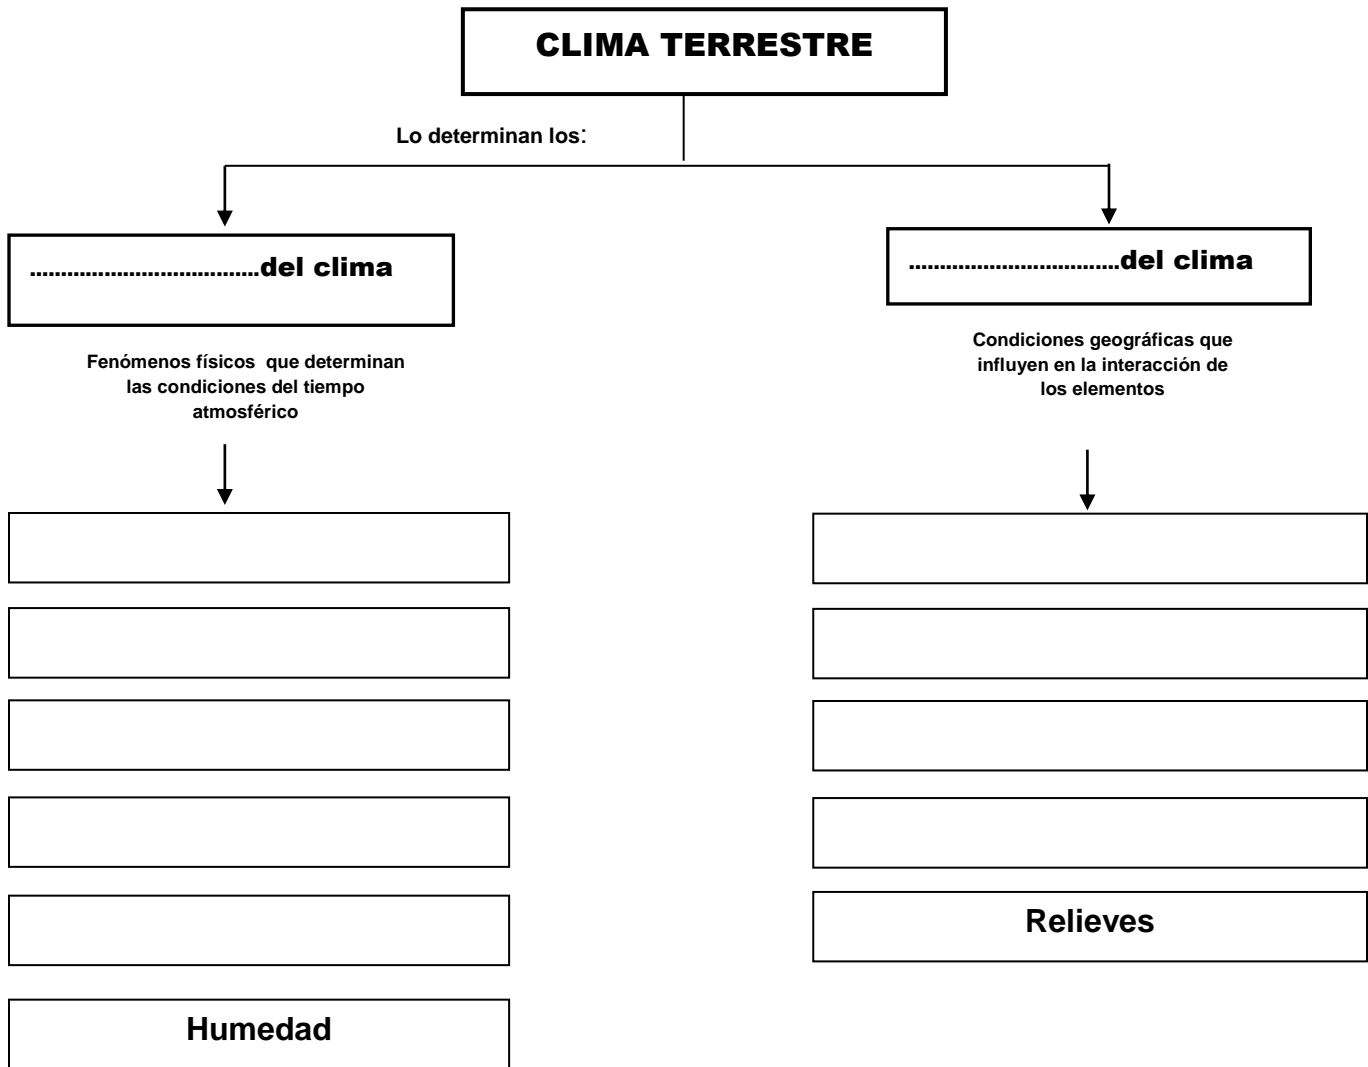 CLIMA TERRESTRE
Lo determinan los:
.....................................del clima
Fenómenos físicos  que determinan
las condiciones del tiempo
atmosférico
..................................del clima
Condiciones geográficas que
influyen en la interacción de
los elementos
Relieves
Humedad